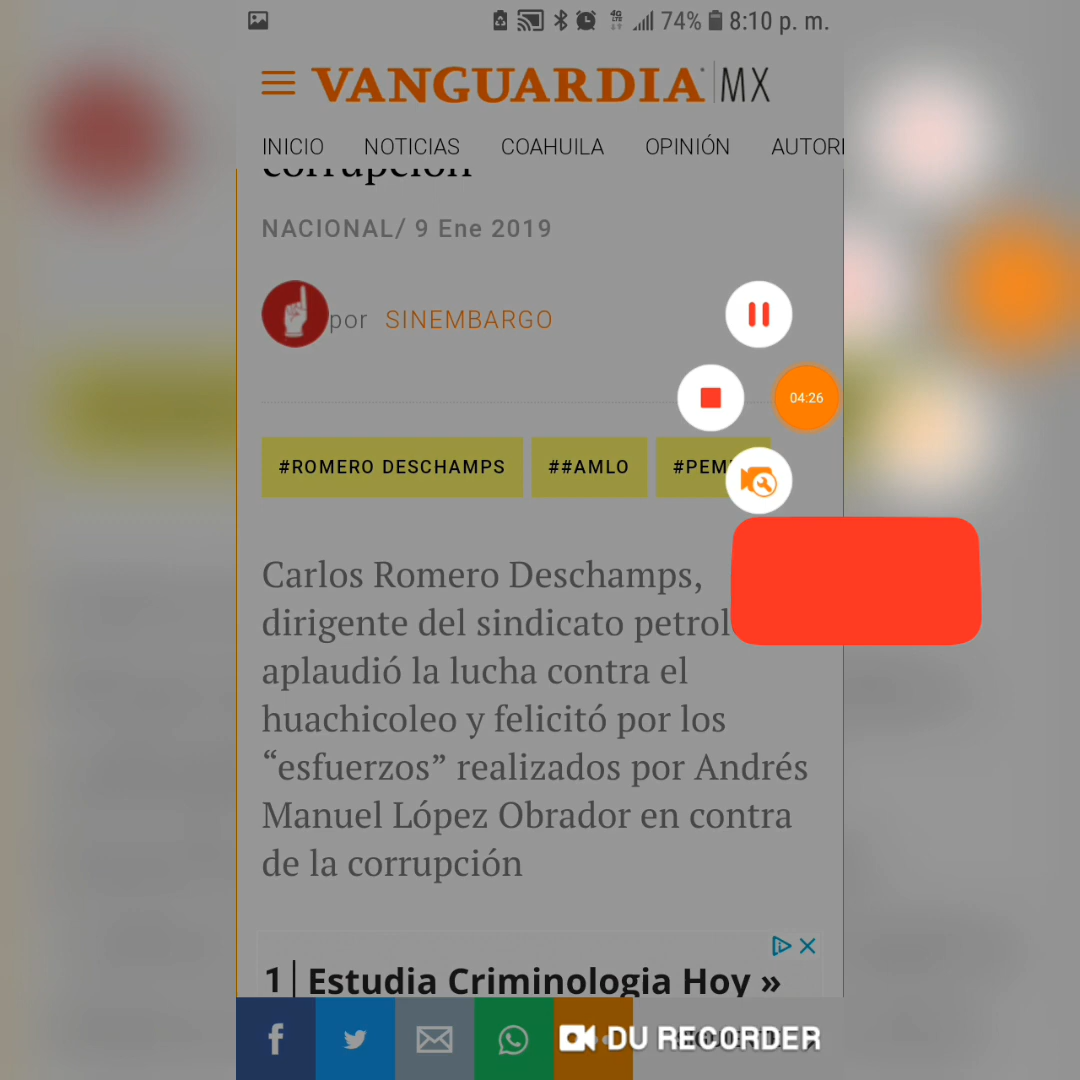 74% 8:10 p. m.
VANGUARDIA MX
INICIO NOTICIAS COAHUILA OPINIÓN AUTORI
corrupción
NACIONAL/ 9 Ene 2019
por SINEMBARGO
04:26
#ROMERO DESCHAMPS ##AMLO #PEM
Carlos Romero Deschamps,
dirigente del sindicato petrol
aplaudió la lucha contra el
huachicoleo y felicitó por los
“esfuerzos” realizados por Andrés
Manuel López Obrador en contra
de la corrupción
1 | Estudia Criminologia Hoy »
DU RECORDER